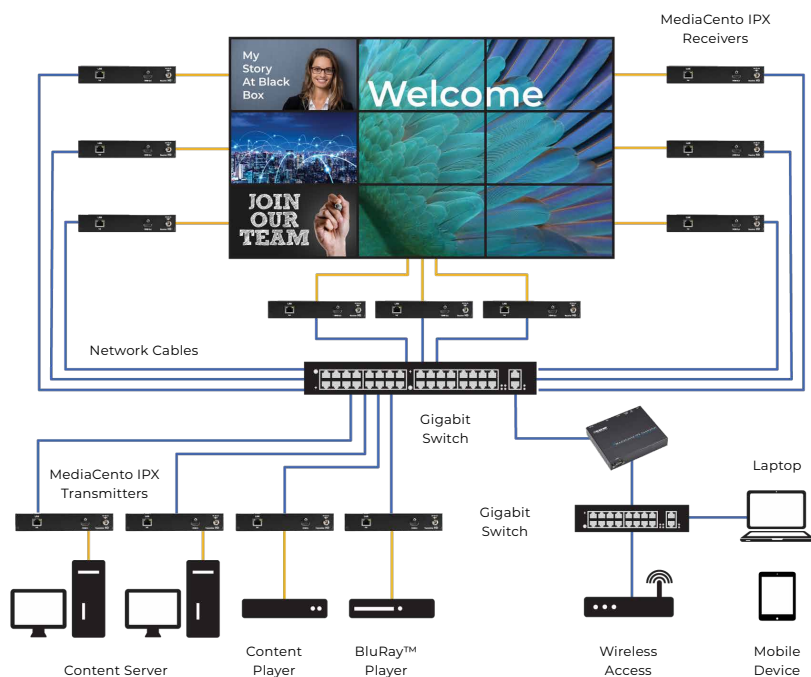 MediaCento IPX
Receivers
My
Story
At Black
Box
Welcome
JOIN
OUR
TEAM
Network Cables
Gigabit
Switch
MediaCento IPX
Transmitters
Laptop
Gigabit
Switch
Content Server
Content
Player
BluRay™
Player
Wireless
Access
Mobile
Device